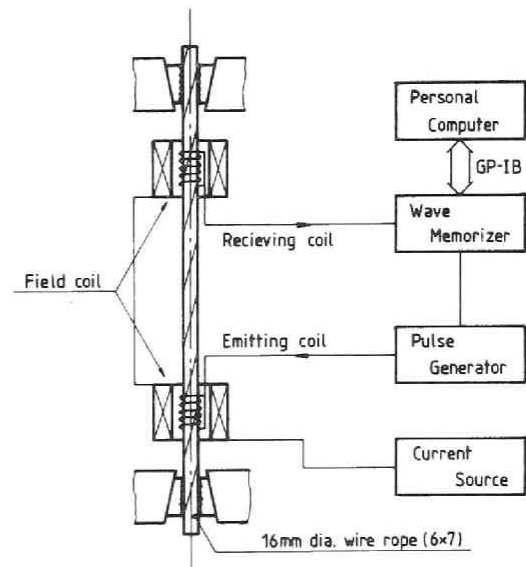 Personal
Computer
GP-IB
Wave
Memorizer
Recieving coil
Field coil
Emitting coil
Pulse
Generator
Current
Source
16mm dia. wire rope (6×7)